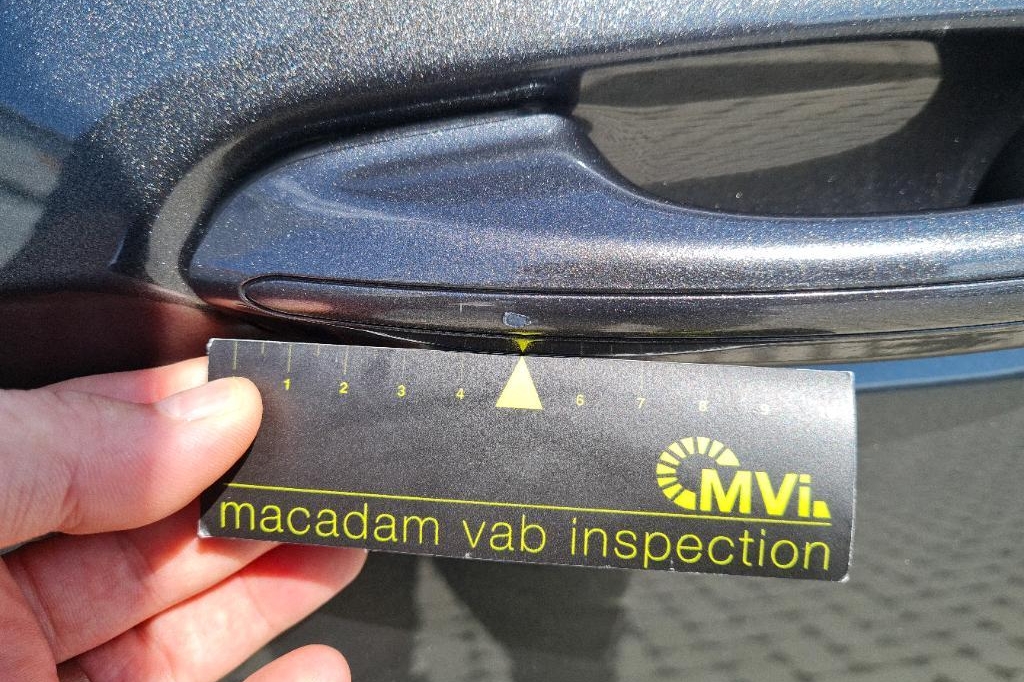 1 2 3 4 6 7 8 9
MVi
macadam vab inspection